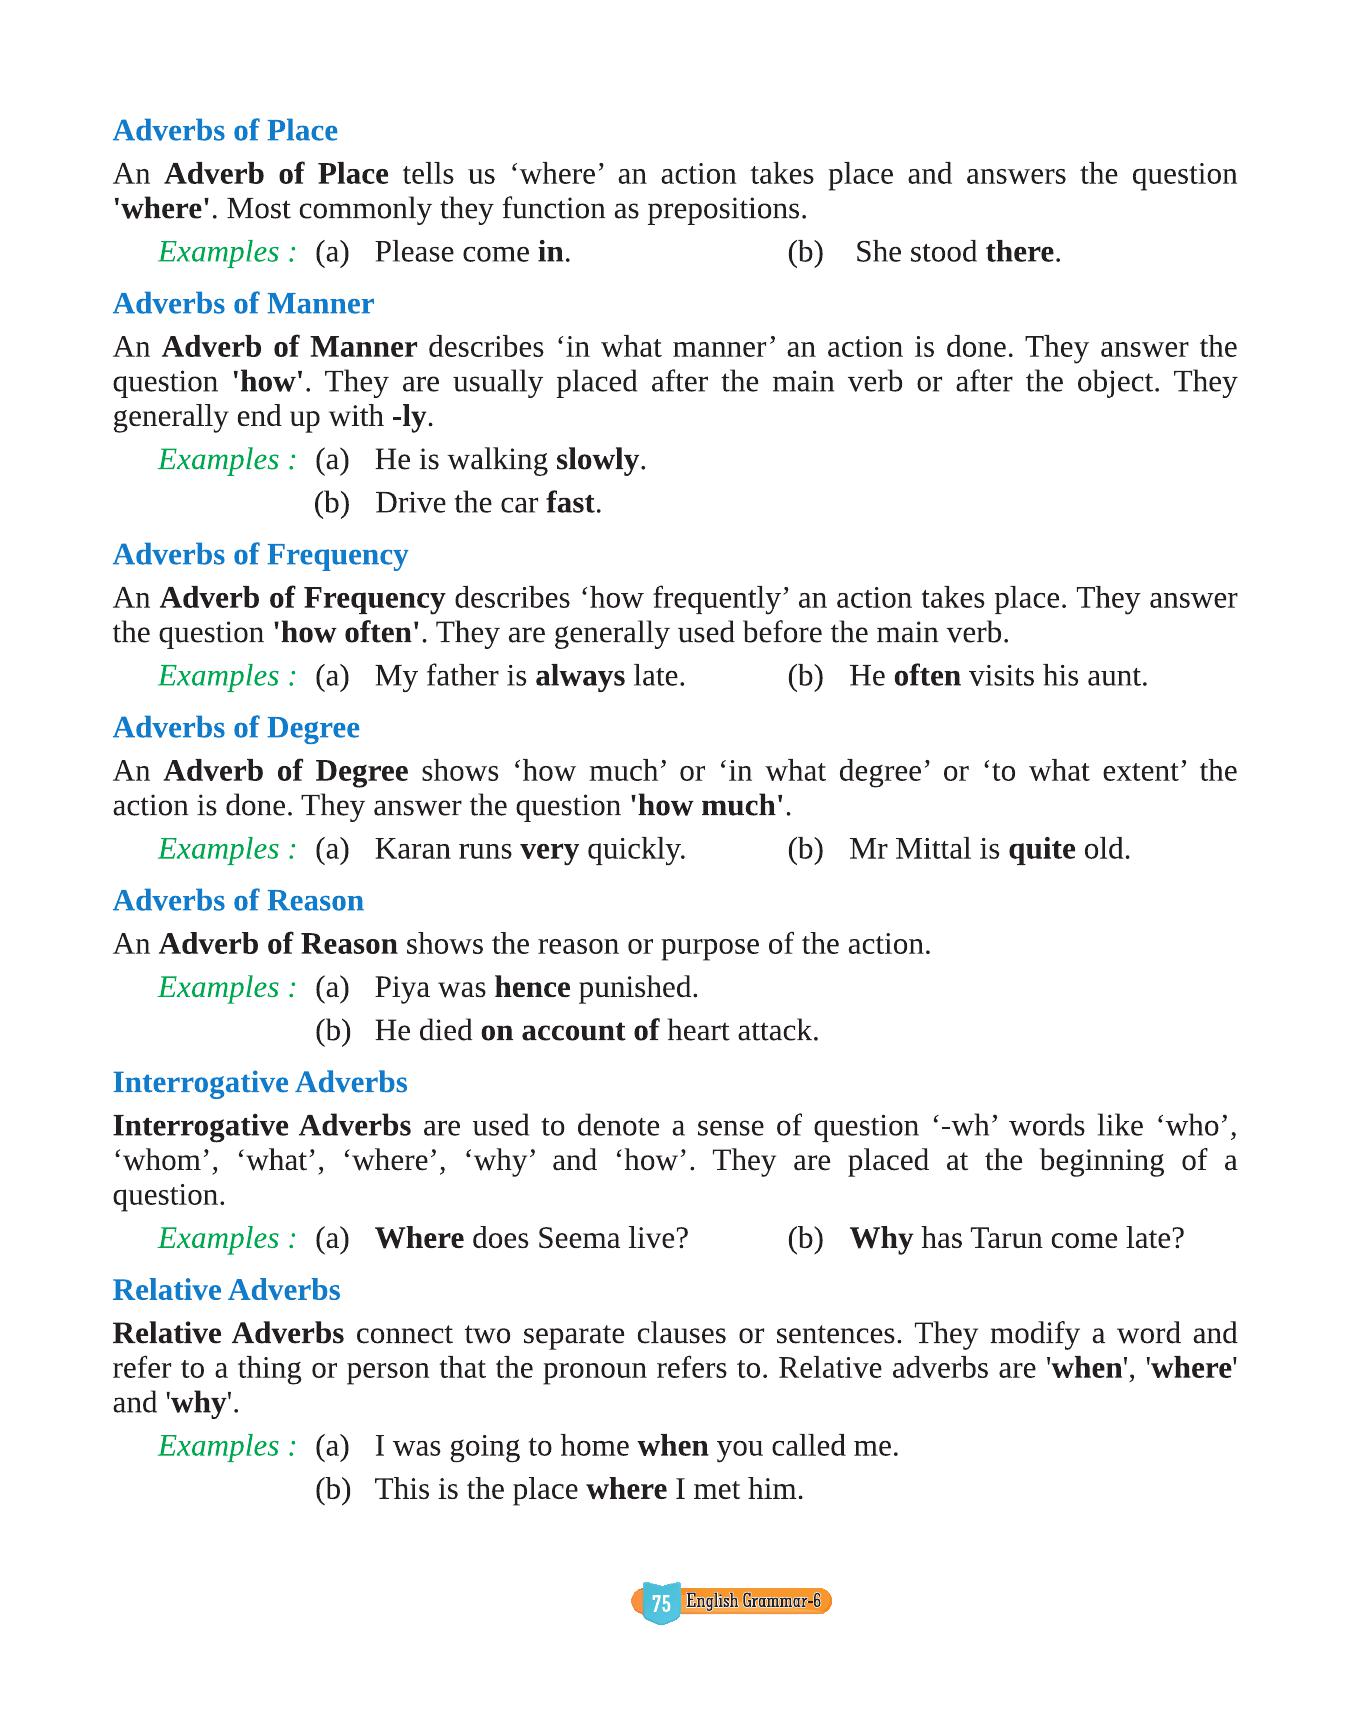 Adverbs of Place
An Adverb of Place tells us ‘where’ an action takes place and answers the question
'where'. Most commonly they function as prepositions.
Examples : (a) Please come in. (b) She stood there.
Adverbs of Manner
An Adverb of Manner describes ‘in what manner’ an action is done. They answer the
question 'how'. They are usually placed after the main verb or after the object. They
generally end up with -ly.
Examples : (a) He is walking slowly.
(b) Drive the car fast.
Adverbs of Frequency
An Adverb of Frequency describes ‘how frequently’ an action takes place. They answer
the question 'how often'. They are generally used before the main verb.
Examples : (a) My father is always late. (b) He often visits his aunt.
Adverbs of Degree
An Adverb of Degree shows ‘how much’ or ‘in what degree’ or ‘to what extent’ the
action is done. They answer the question 'how much'.
Examples : (a) Karan runs very quickly. (b) Mr Mittal is quite old.
Adverbs of Reason
An Adverb of Reason shows the reason or purpose of the action.
Examples : (a) Piya was hence punished.
(b) He died on account of heart attack.
Interrogative Adverbs
Interrogative Adverbs are used to denote a sense of question ‘-wh’ words like ‘who’,
‘whom’, ‘what’, ‘where’, ‘why’ and ‘how’. They are placed at the beginning of a
question.
Examples : (a) Where does Seema live? (b) Why has Tarun come late?
Relative Adverbs
Relative Adverbs connect two separate clauses or sentences. They modify a word and
refer to a thing or person that the pronoun refers to. Relative adverbs are 'when', 'where'
and 'why'.
Examples : (a) I was going to home when you called me.
(b) This is the place where I met him.
75 English Grammar-6